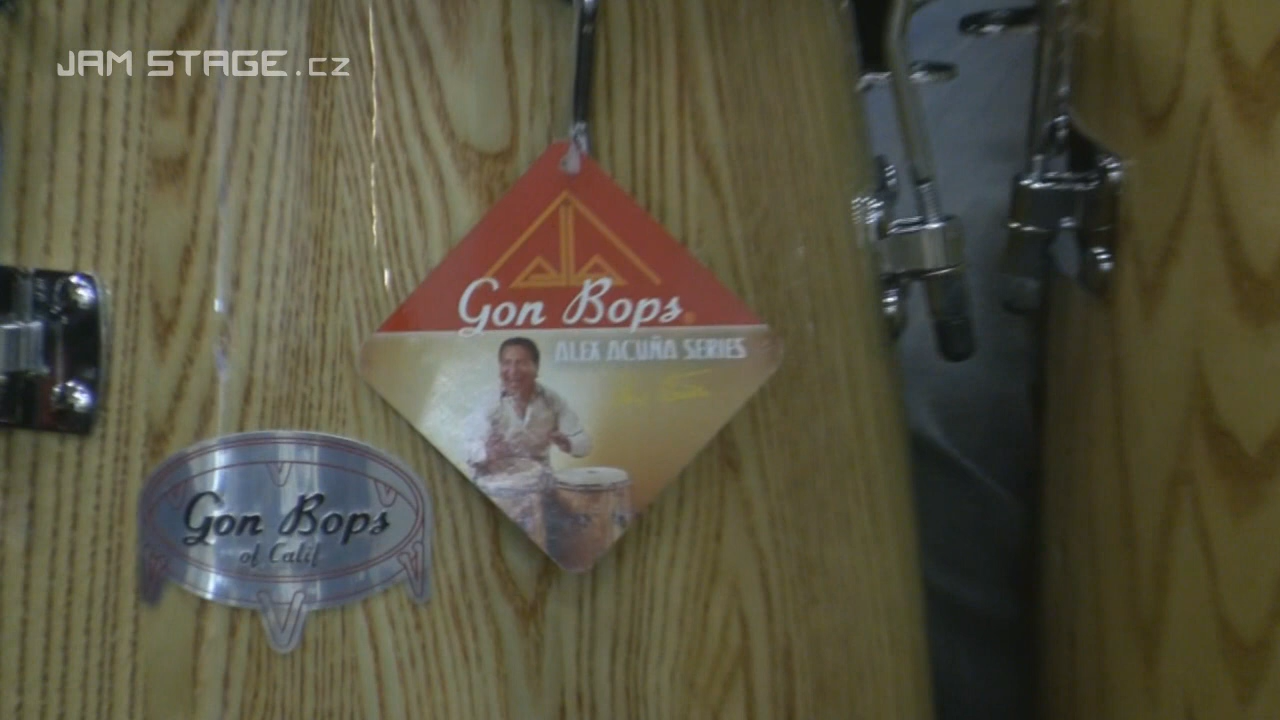 JAM STAGE.cz
Gon Bops
ALEX ACUÑA SERIES
Gon Bops
of Calif